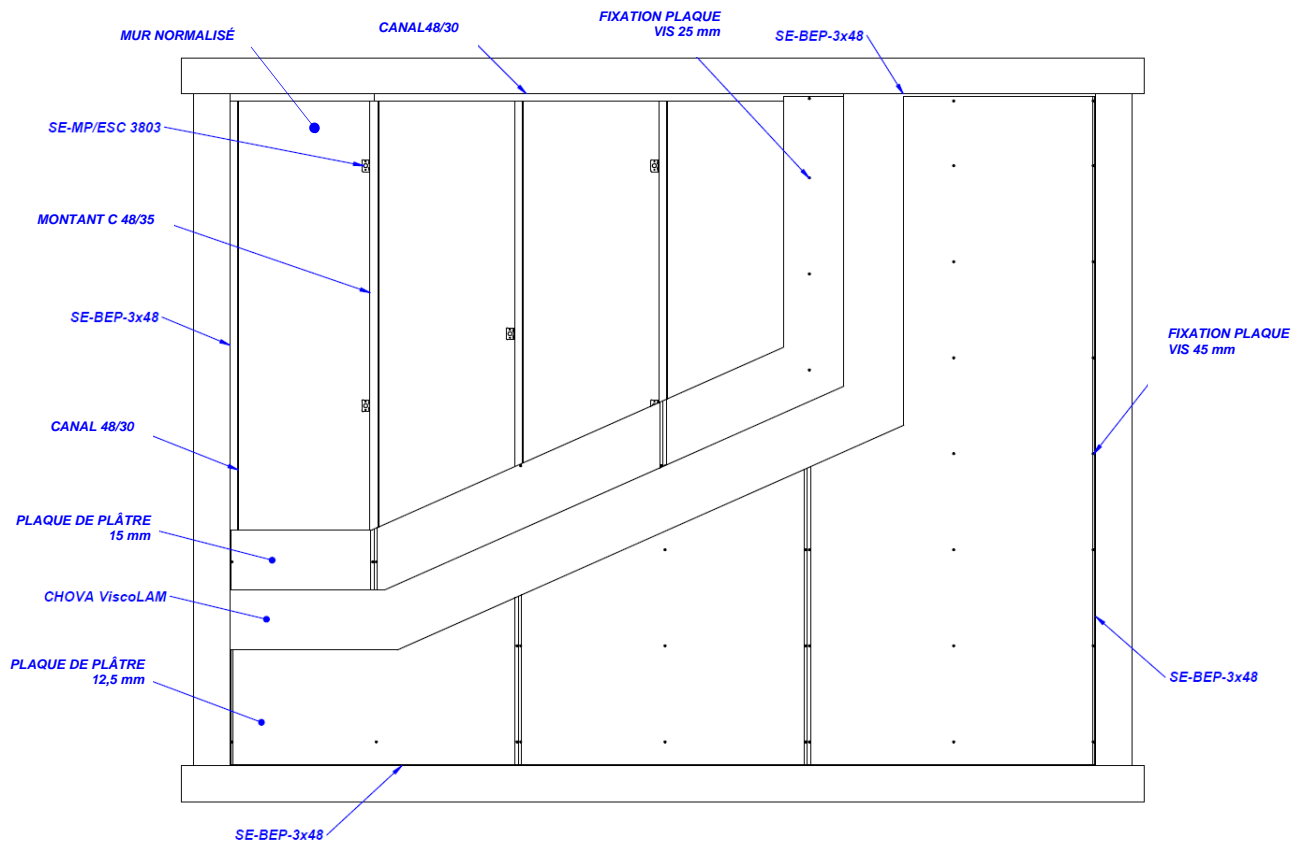 MUR NORMALISÉ
CANAL48/30
FIXATION PLAQUE
VIS 25 mm
SE-BEP-3x48
SE-MP/ESC 3803
MONTANT C 48/35
SE-BEP-3x48
FIXATION PLAQUE
VIS 45 mm
CANAL 48/30
PLAQUE DE PLÂTRE
15 mm
CHOVA ViscoLAM
PLAQUE DE PLÂTRE
12,5 mm
SE-BEP-3x48
SE-BEP-3x48